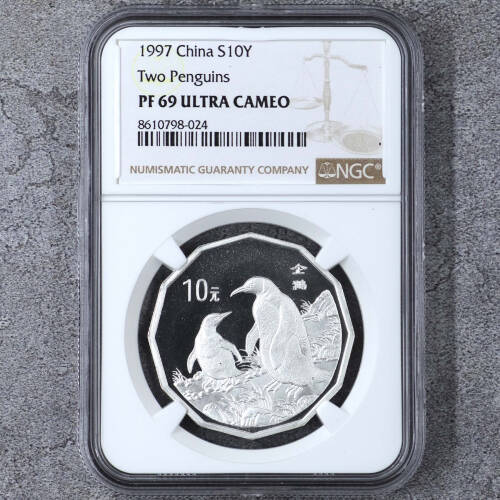 1997 China S10Y
Two Penguins
PF 69 ULTRA CAMEO
8610798-024
NUMISMATIC GUARANTY COMPANY
NGC®
10元
企鹅